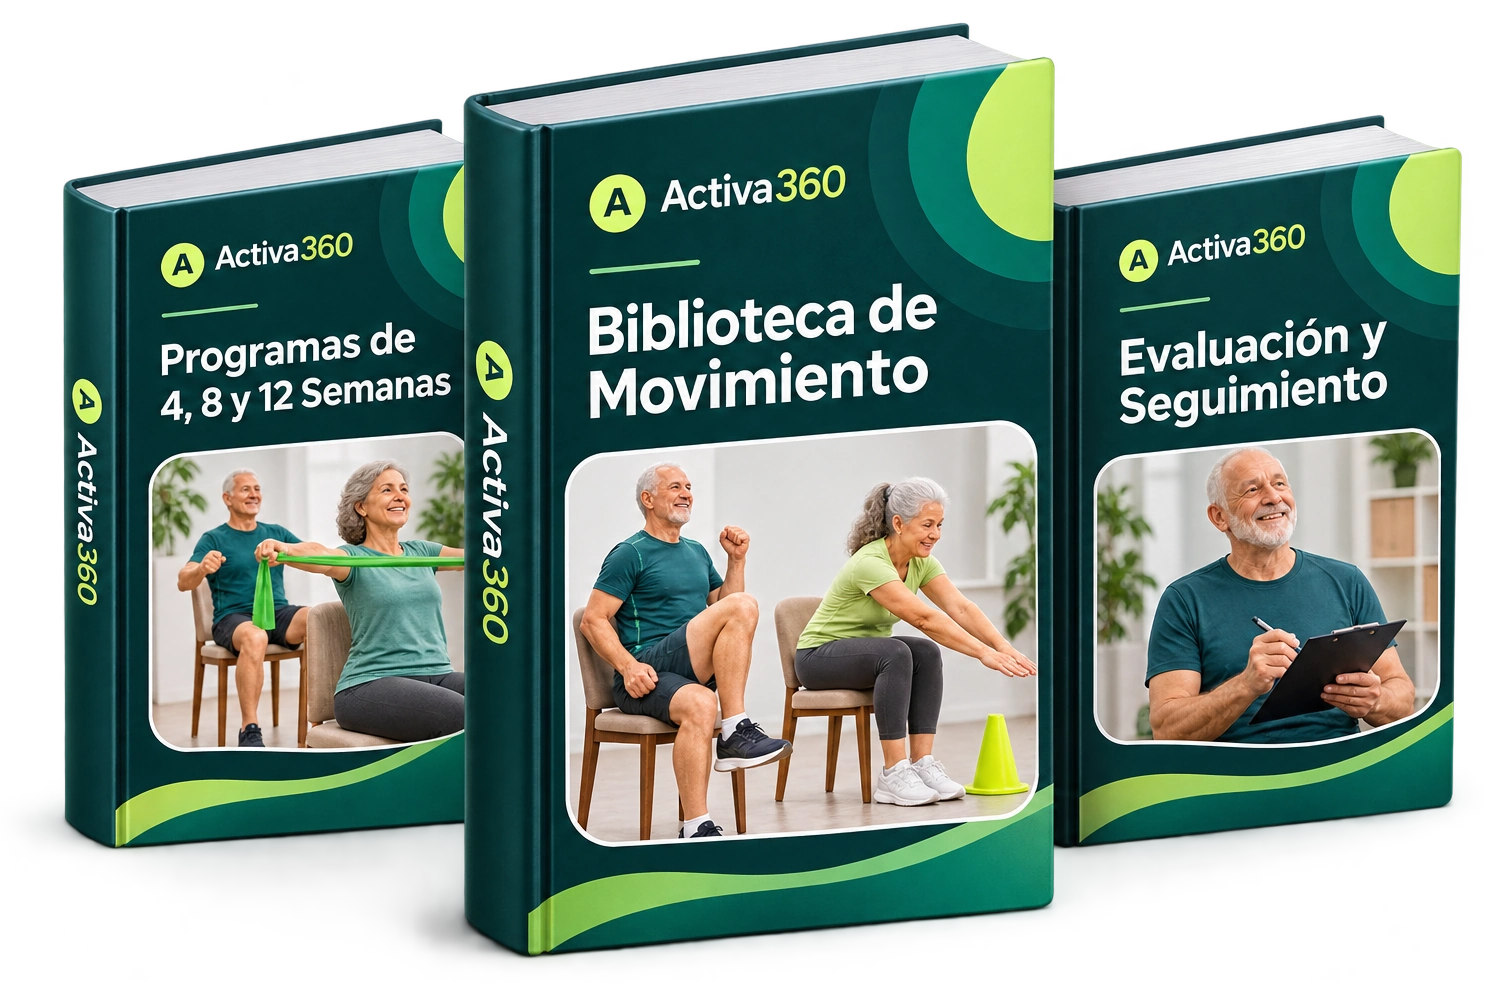 A Activa360
Programas de
4, 8 y 12 Semanas
A Activa360
A Activa360
Biblioteca de
Movimiento
A Activa360
A Activa360
Evaluación y
Seguimiento